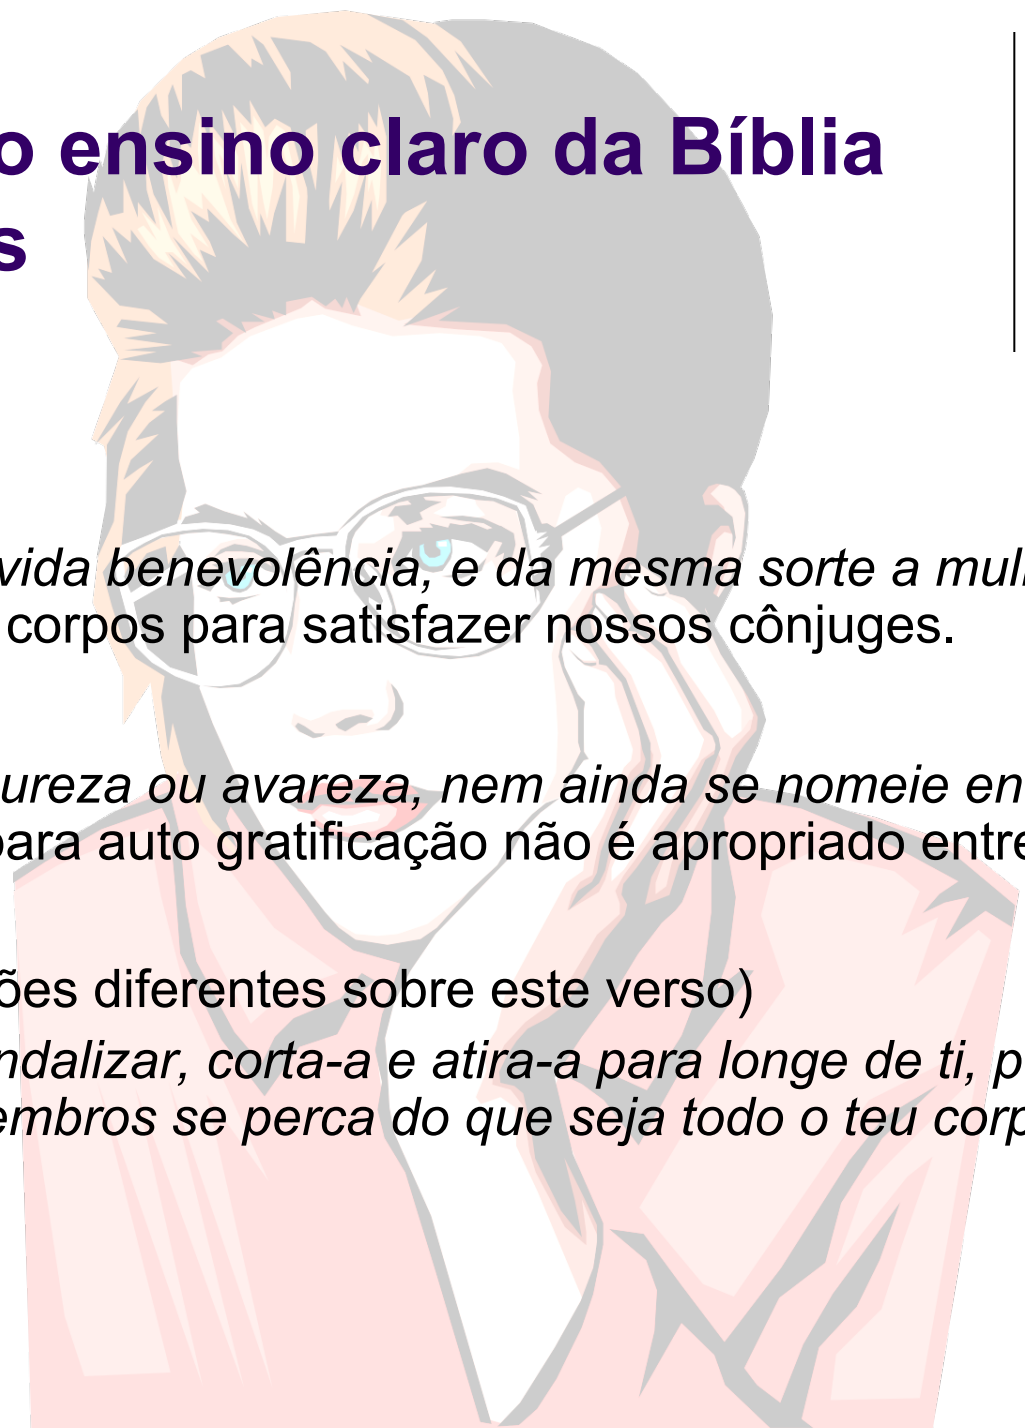 o ensino claro da Bíblia
s
vida benevolência, e da mesma sorte a mul
corpos para satisfazer nossos cônjuges.
ureza ou avareza, nem ainda se nomeie en
para auto gratificação não é apropriado entre
ões diferentes sobre este verso)
ndalizar, corta-a e atira-a para longe de ti, p
embros se perca do que seja todo o teu corp